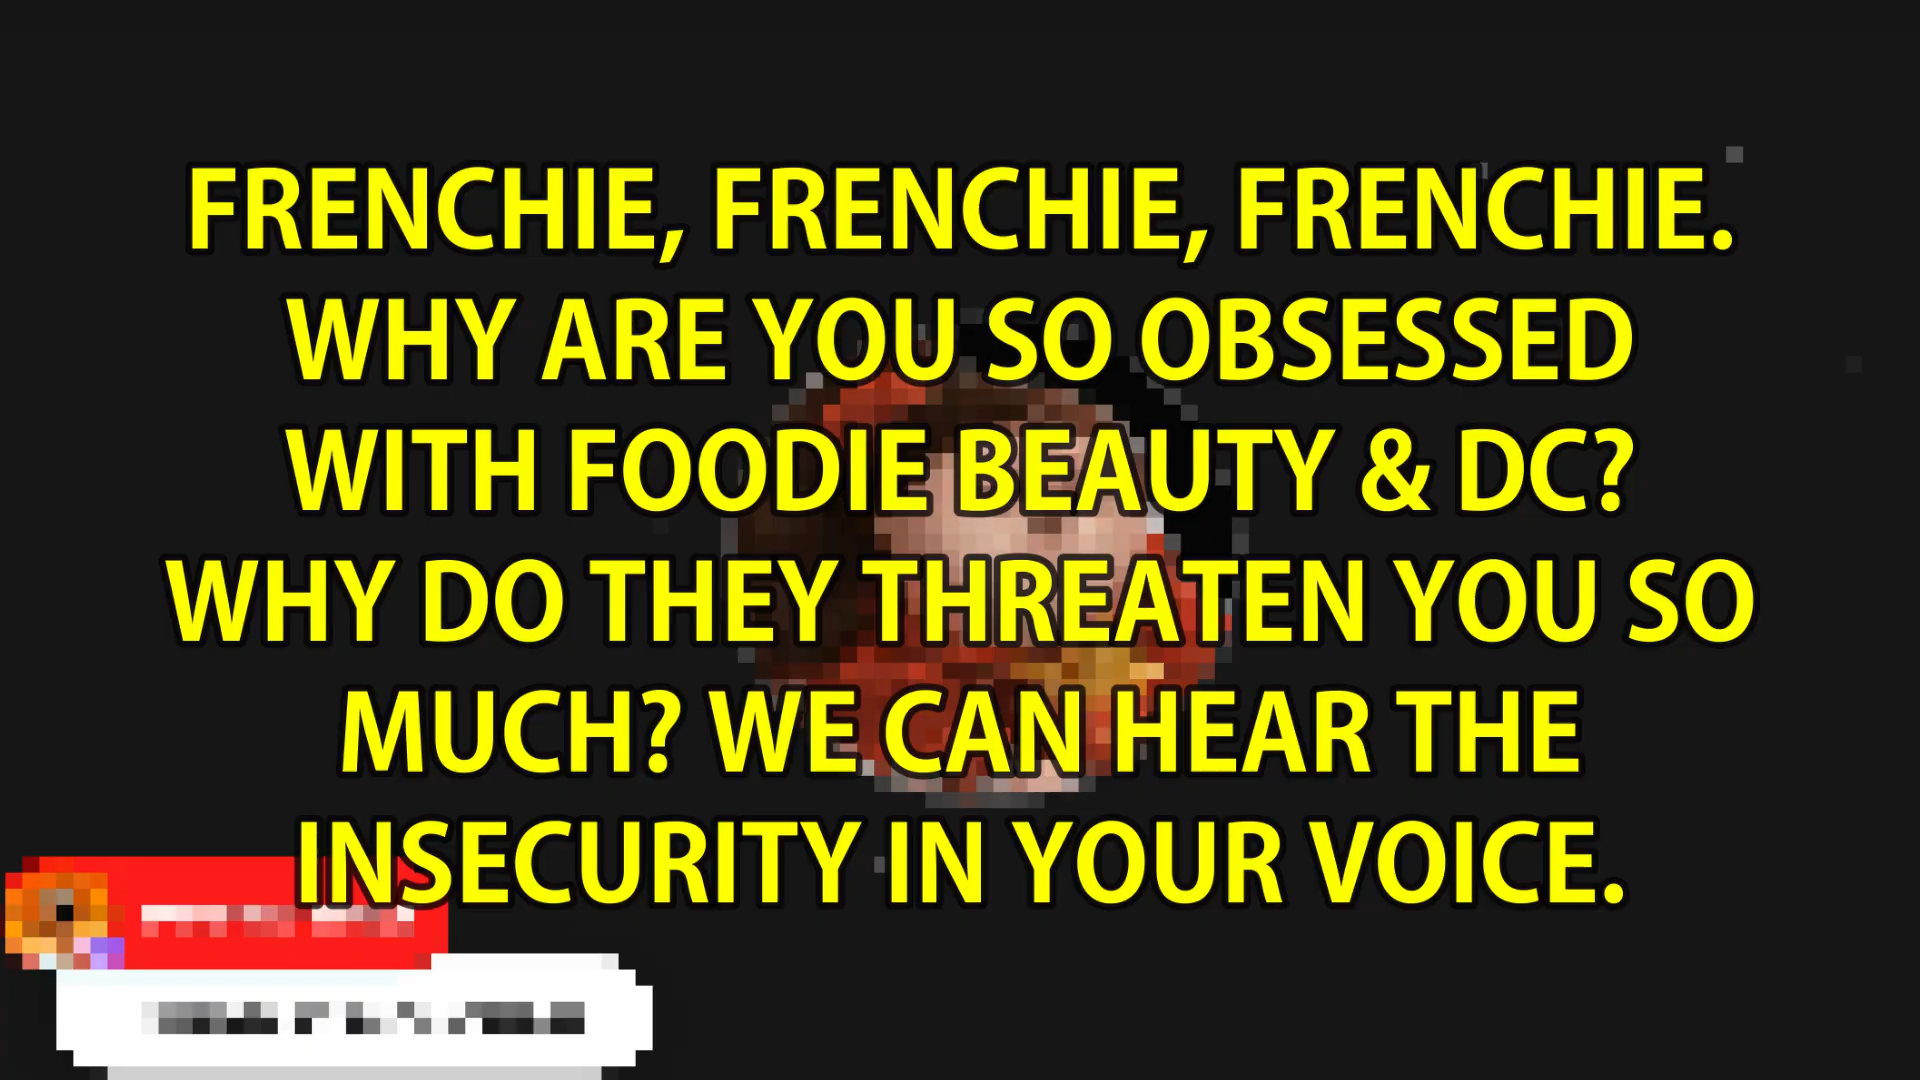 FRENCHIE, FRENCHIE, FRENCHIE.
WHY ARE YOU SO OBSESSED
WITH FOODIE BEAUTY & DC?
WHY DO THEY THREATEN YOU SO
MUCH? WE CAN HEAR THE
INSECURITY IN YOUR VOICE.